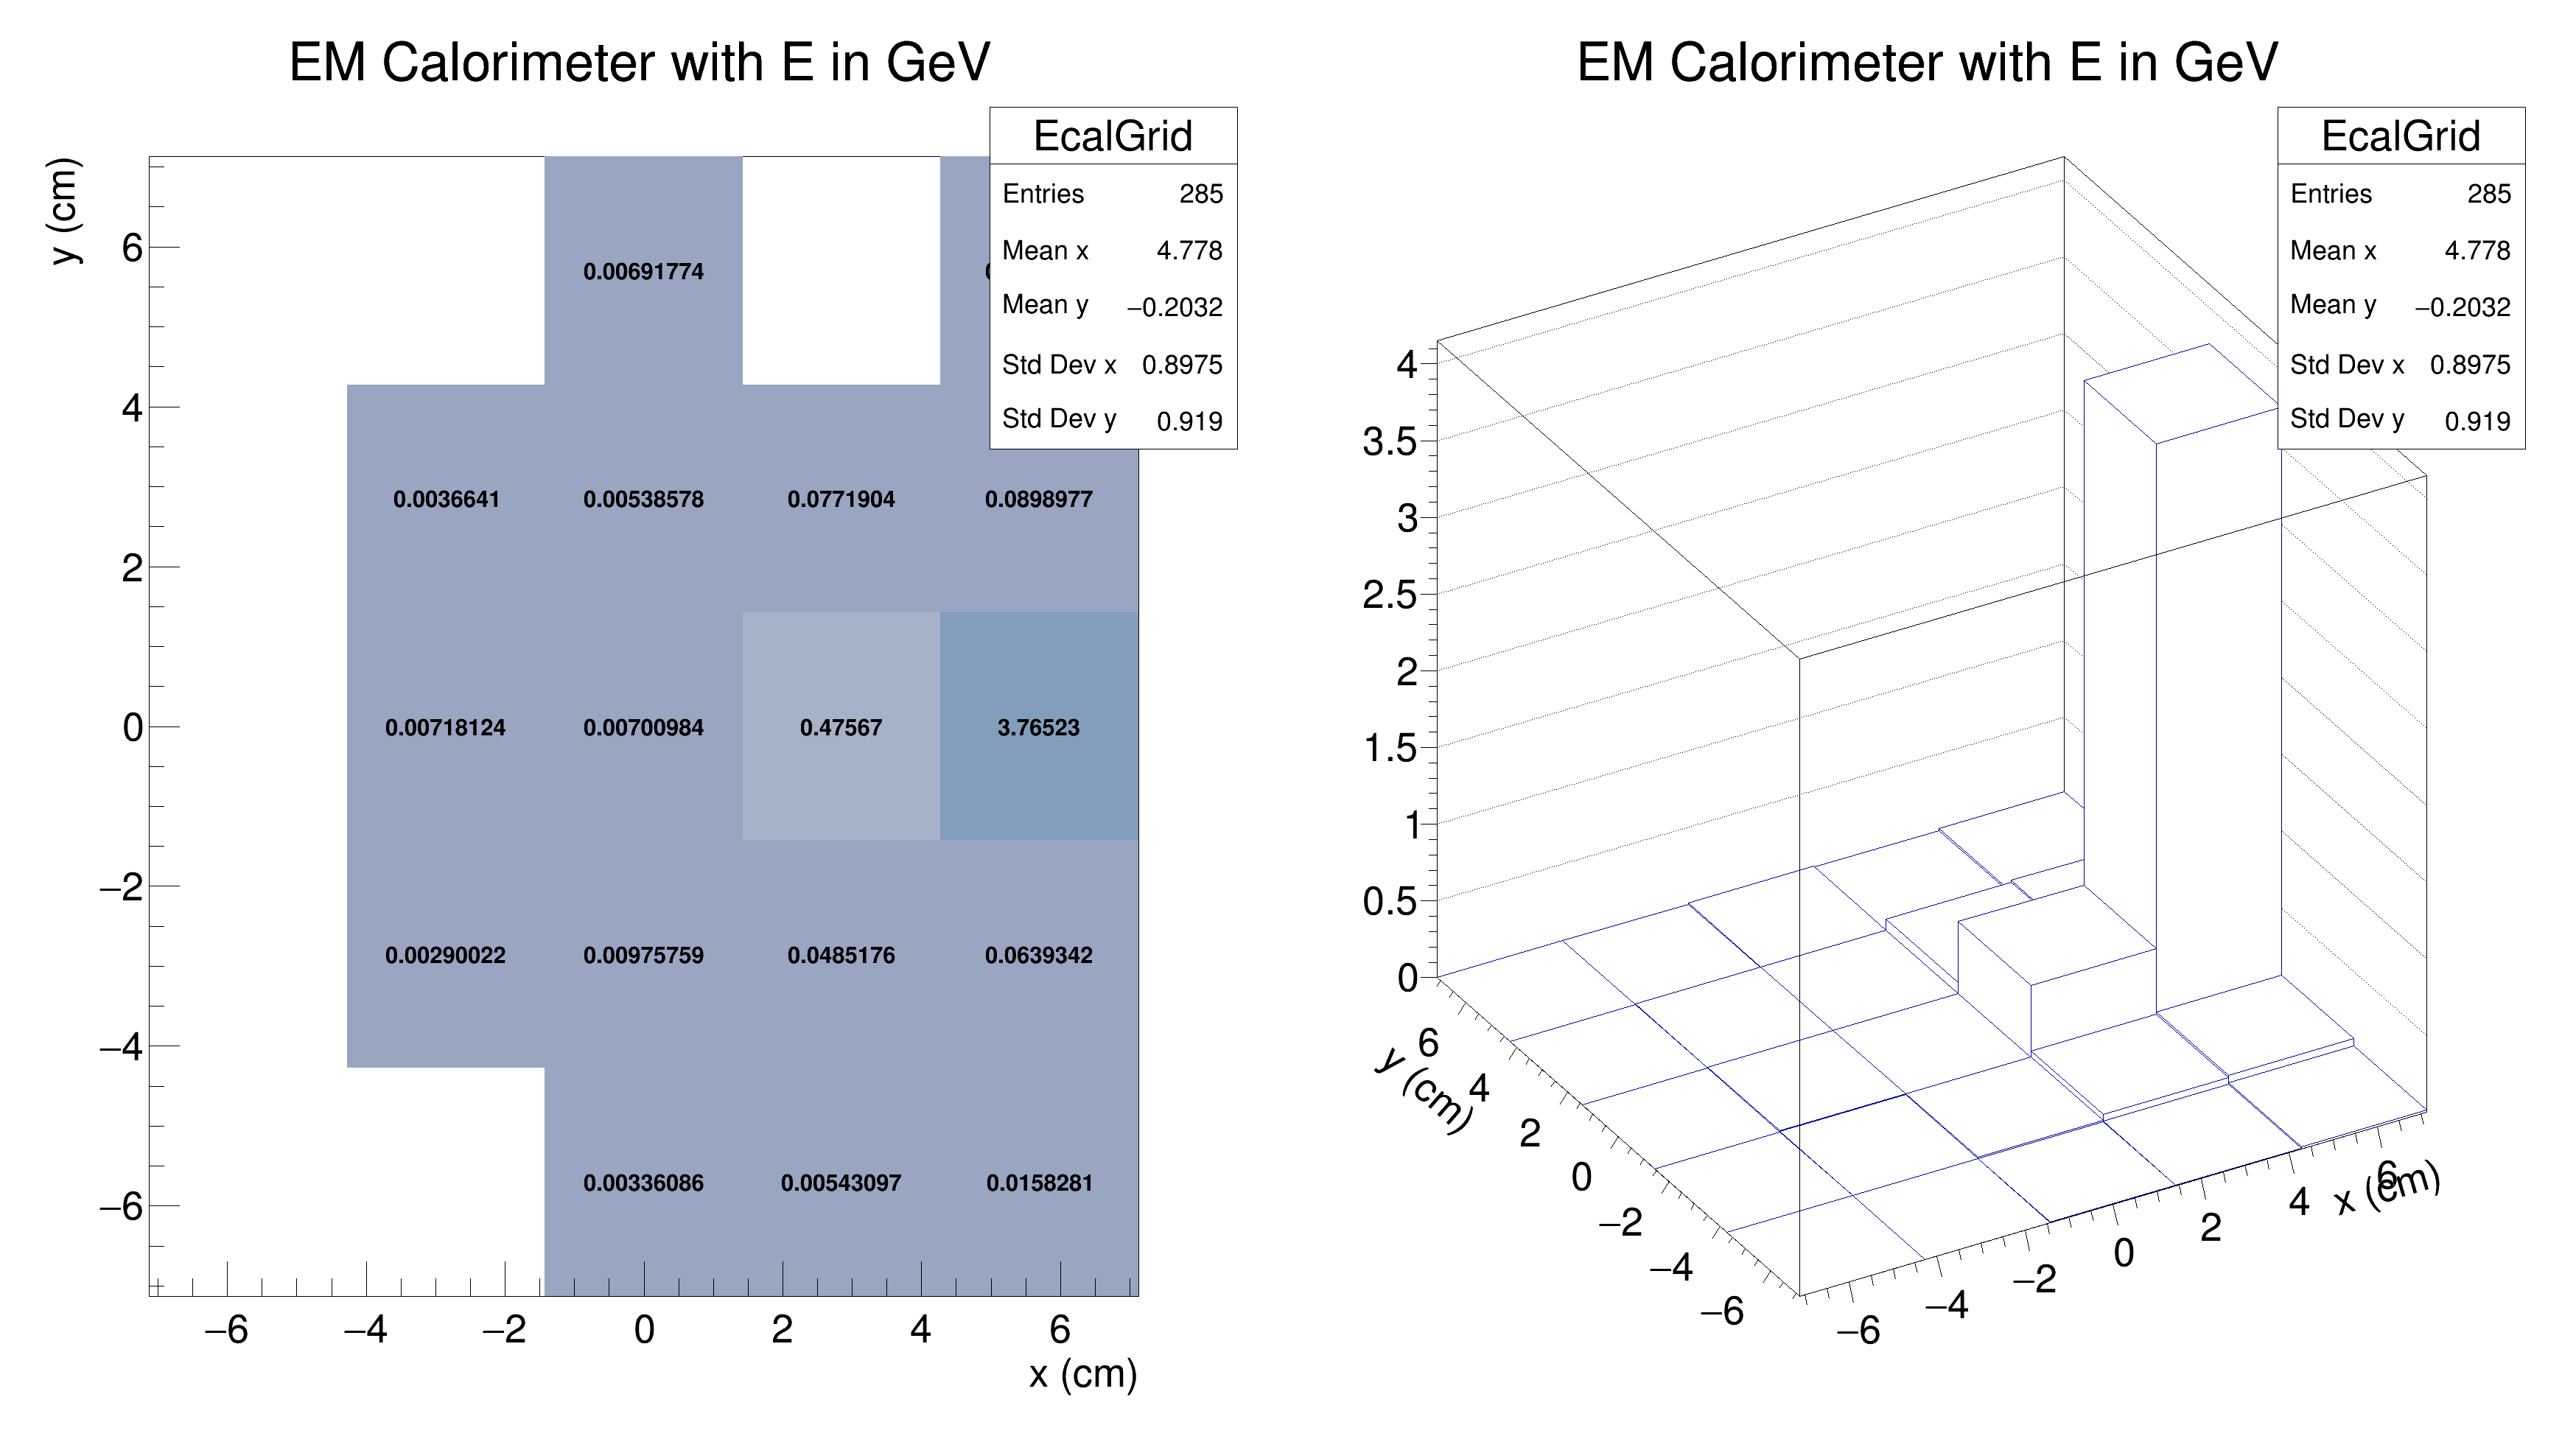 EM Calorimeter with E in GeV
EcalGrid
Entries 285
Mean x 4.778
Mean y −0.2032
Std Dev x 0.8975
Std Dev y 0.919
y (cm)
6
4
2
0
−2
−4
−6
0.00691774
0.0036641 0.00538578 0.0771904 0.0898977
0.00718124 0.00700984 0.47567 3.76523
0.00290022 0.00975759 0.0485176 0.0639342
0.00336086 0.00543097 0.0158281
−6 −4 −2 0 2 4 6
x (cm)
EM Calorimeter with E in GeV
EcalGrid
Entries 285
Mean x 4.778
Mean y −0.2032
Std Dev x 0.8975
Std Dev y 0.919
4
3.5
3
2.5
2
1.5
1
0.5
0
y (cm)
6
4
2
0
−2
−4
−6
−6 −4 −2 0 2 4 6
x (cm)